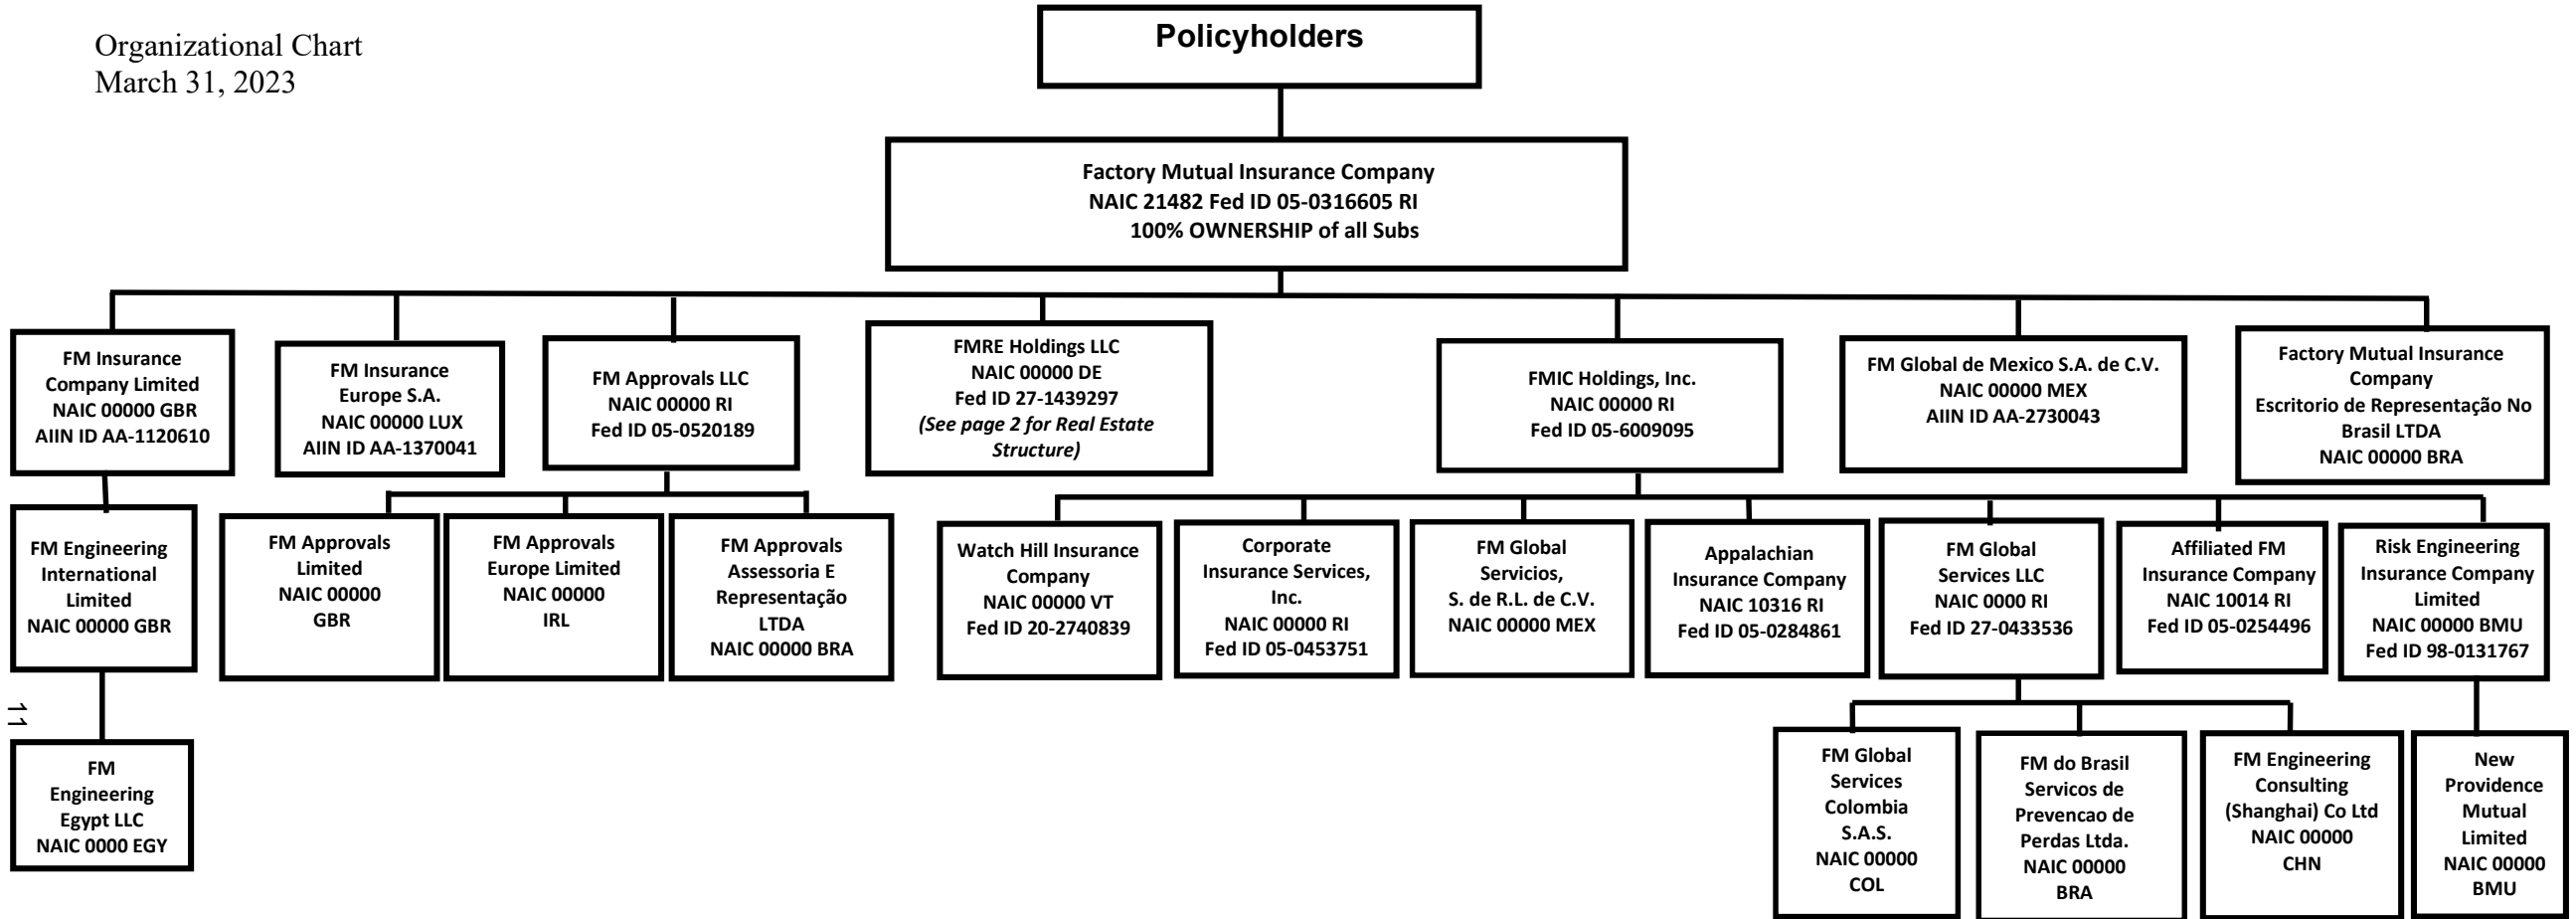 Organizational Chart
March 31, 2023
Policyholders
Factory Mutual Insurance Company
NAIC 21482 Fed ID 05-0316605 RI
100% OWNERSHIP of all Subs
FM Insurance
Company Limited
NAIC 00000 GBR
AIIN ID AA-1120610
FM Insurance
Europe S.A.
NAIC 00000 LUX
AIIN ID AA-1370041
FM Approvals LLC
NAIC 00000 RI
Fed ID 05-0520189
FMRE Holdings LLC
NAIC 00000 DE
Fed ID 27-1439297
(See page 2 for Real Estate
Structure)
FMIC Holdings, Inc.
NAIC 00000 RI
Fed ID 05-6009095
FM Global de Mexico S.A. de C.V.
NAIC 00000 MEX
AIIN ID AA-2730043
Factory Mutual Insurance
Company
Escritorio de Representação No
Brasil LTDA
NAIC 00000 BRA
FM Engineering
International
Limited
NAIC 00000 GBR
FM Approvals
Limited
NAIC 00000
GBR
FM Approvals
Europe Limited
NAIC 00000
IRL
FM Approvals
Assessoria E
Representação
LTDA
NAIC 00000 BRA
Watch Hill Insurance
Company
NAIC 00000 VT
Fed ID 20-2740839
Corporate
Insurance Services,
Inc.
NAIC 00000 RI
Fed ID 05-0453751
FM Global
Servicios,
S. de R.L. de C.V.
NAIC 00000 MEX
Appalachian
Insurance Company
NAIC 10316 RI
Fed ID 05-0284861
FM Global
Services LLC
NAIC 0000 RI
Fed ID 27-0433536
Affiliated FM
Insurance Company
NAIC 10014 RI
Fed ID 05-0254496
Risk Engineering
Insurance Company
Limited
NAIC 00000 BMU
Fed ID 98-0131767
11
FM
Engineering
Egypt LLC
NAIC 0000 EGY
FM Global
Services
Colombia
S.A.S.
NAIC 00000
COL
FM do Brasil
Servicos de
Prevencao de
Perdas Ltda.
NAIC 00000
BRA
FM Engineering
Consulting
(Shanghai) Co Ltd
NAIC 00000
CHN
New
Providence
Mutual
Limited
NAIC 00000
BMU